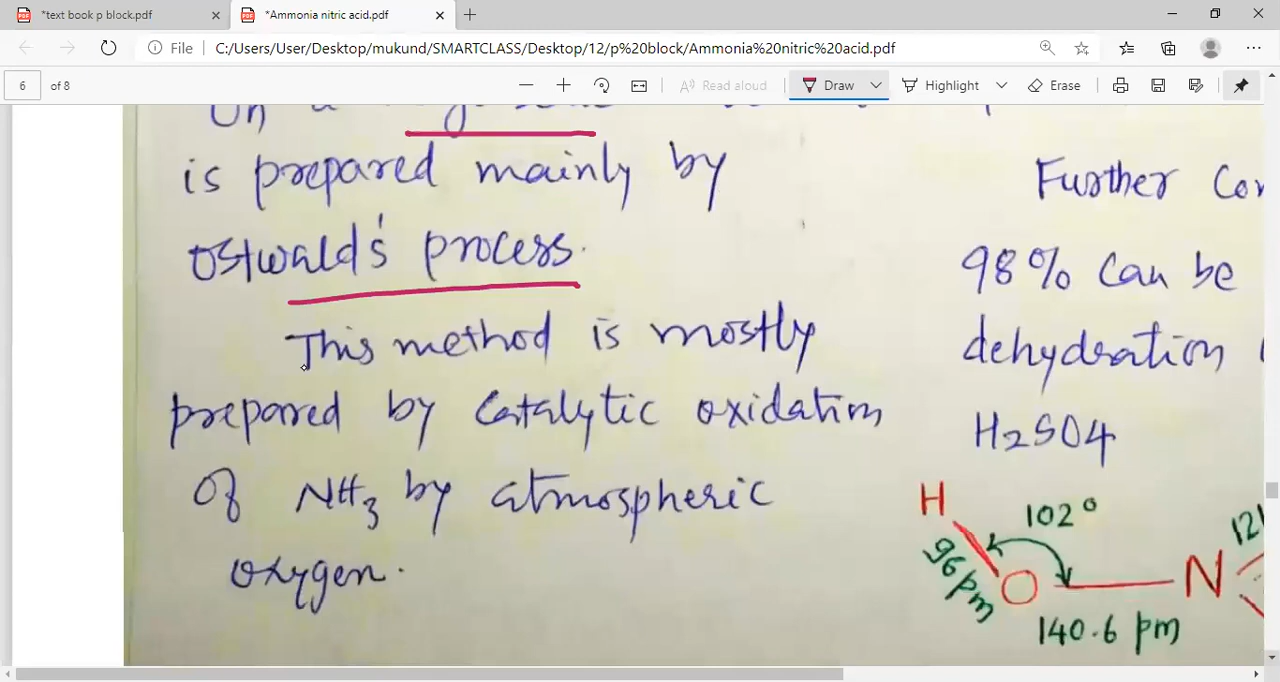 *text book p block.pdf
*Ammonia nitric acid.pdf
File
C:/Users/User/Desktop/mukund/SMARTCLASS/Desktop/12/p%20block/Ammonia%20nitric%20acid.pdf
6 of 8
Read aloud
Draw
Highlight
Erase
On a
is prepared mainly by
Ostwald's process.
This method is mostly
prepared by catalytic oxidation
of NH3 by atmospheric
oxygen.
Further Con
98% can be
dehydration
H2SO4
H
102°
96 pm
O
N
140.6 pm
121